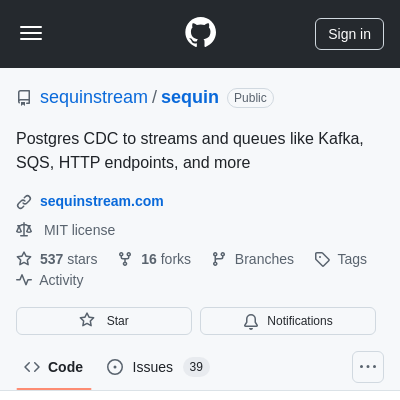 Sign in
sequinstream / sequin Public
Postgres CDC to streams and queues like Kafka,
SQS, HTTP endpoints, and more
sequinstream.com
MIT license
537 stars 16 forks Branches Tags
Activity
Star Notifications
Code Issues 39